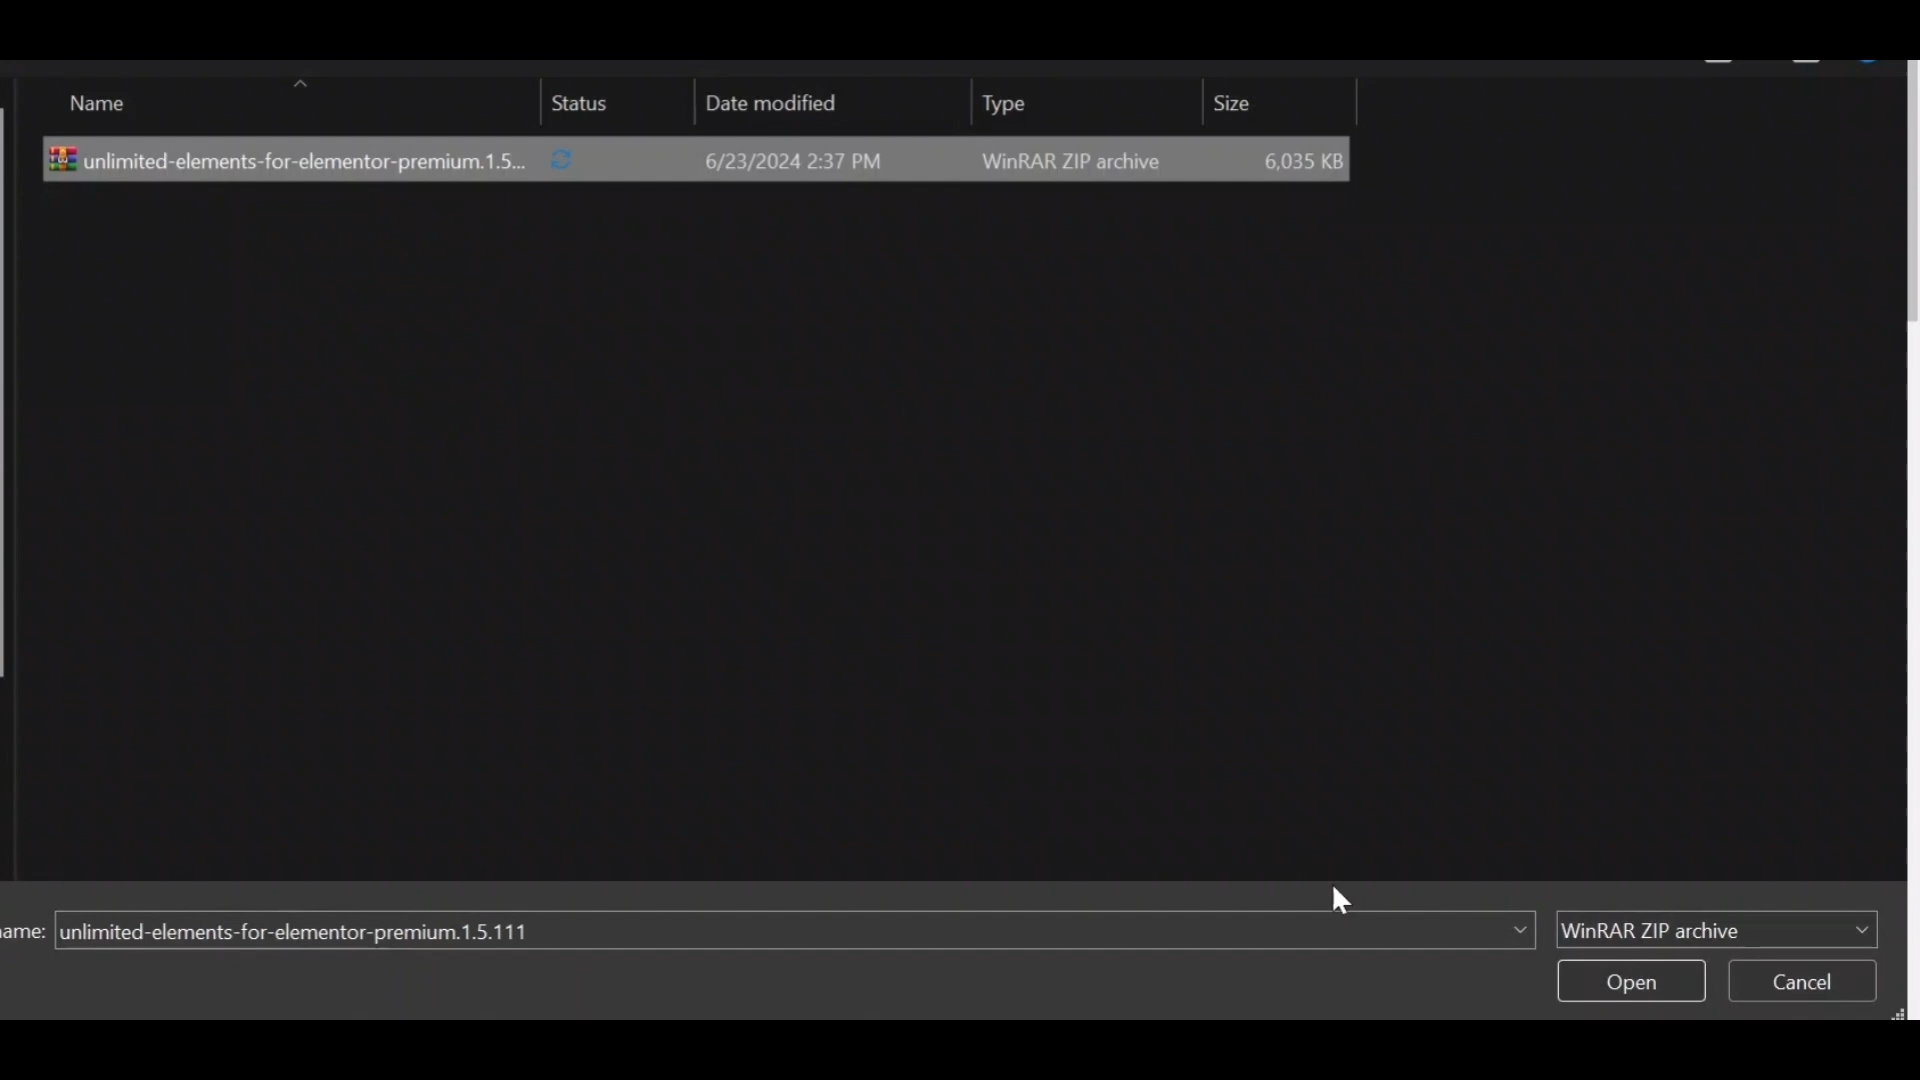 Name Status Date modified Type Size
unlimited-elements-for-elementor-premium.1.5... 6/23/2024 2:37 PM WinRAR ZIP archive 6,035 KB
ame: unlimited-elements-for-elementor-premium.1.5.111 WinRAR ZIP archive
Open Cancel